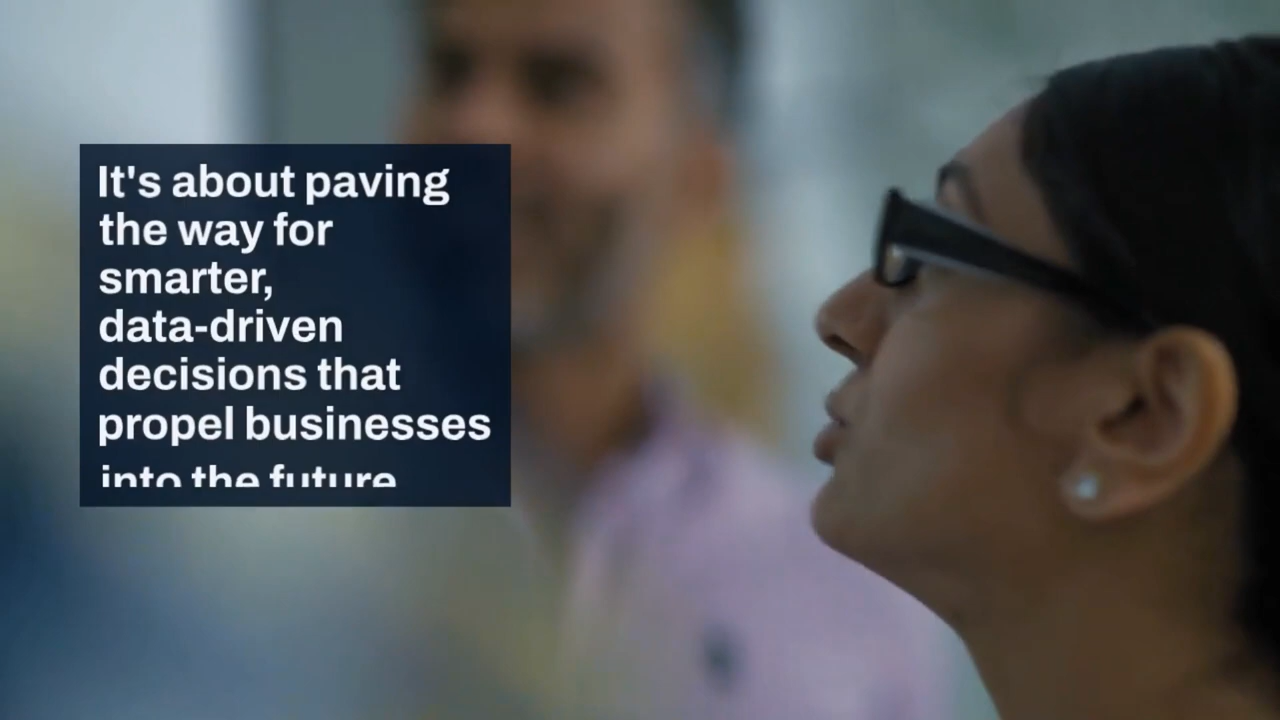 It's about paving
the way for
smarter,
data-driven
decisions that
propel businesses
into the future